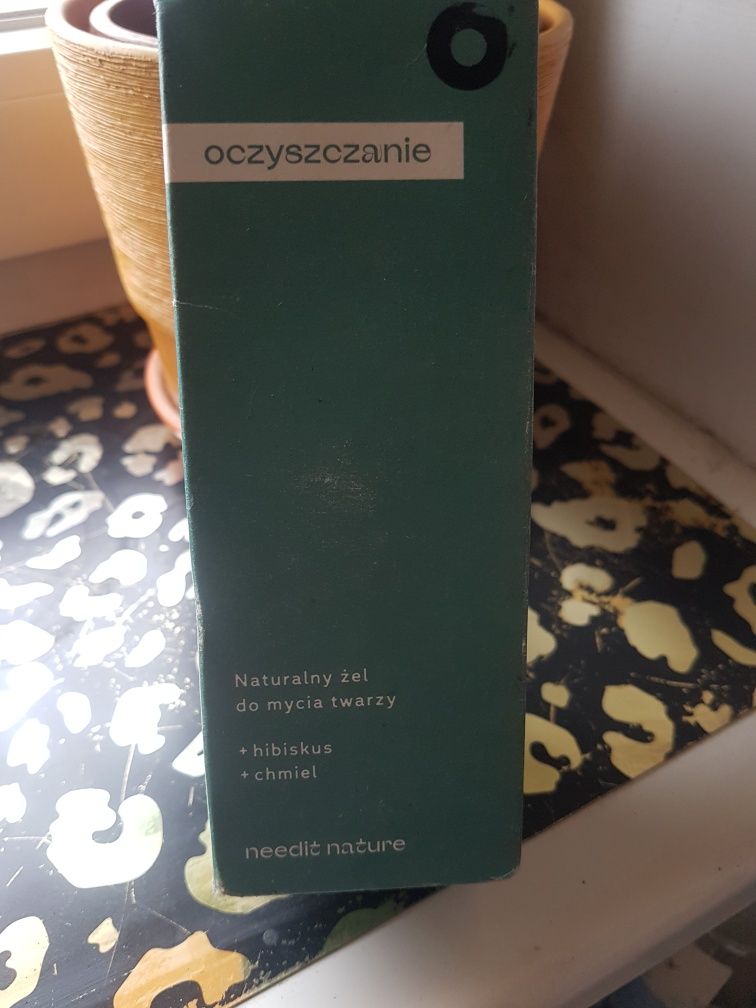 oczyszczanie
Naturalny żel
do mycia twarzy
+ hibiskus
+ chmiel
needit nature